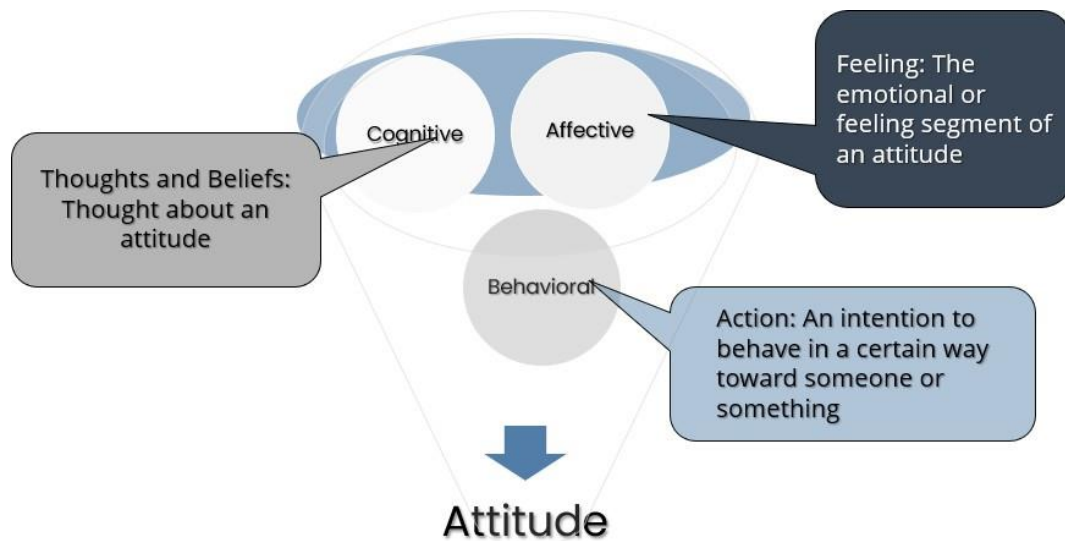 Feeling: The
emotional or
feeling segment of
an attitude
Cognitive
Affective
Thoughts and Beliefs:
Thought about an
attitude
Behavioral
Action: An intention to
behave in a certain way
toward someone or
something
Attitude